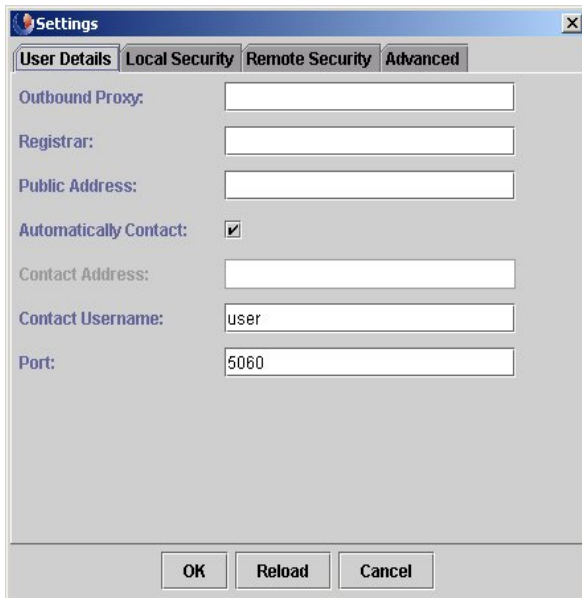 Settings
User Details Local Security Remote Security Advanced
Outbound Proxy:
Registrar:
Public Address:
Automatically Contact:
Contact Address:
Contact Username: user
Port: 5060
OK Reload Cancel